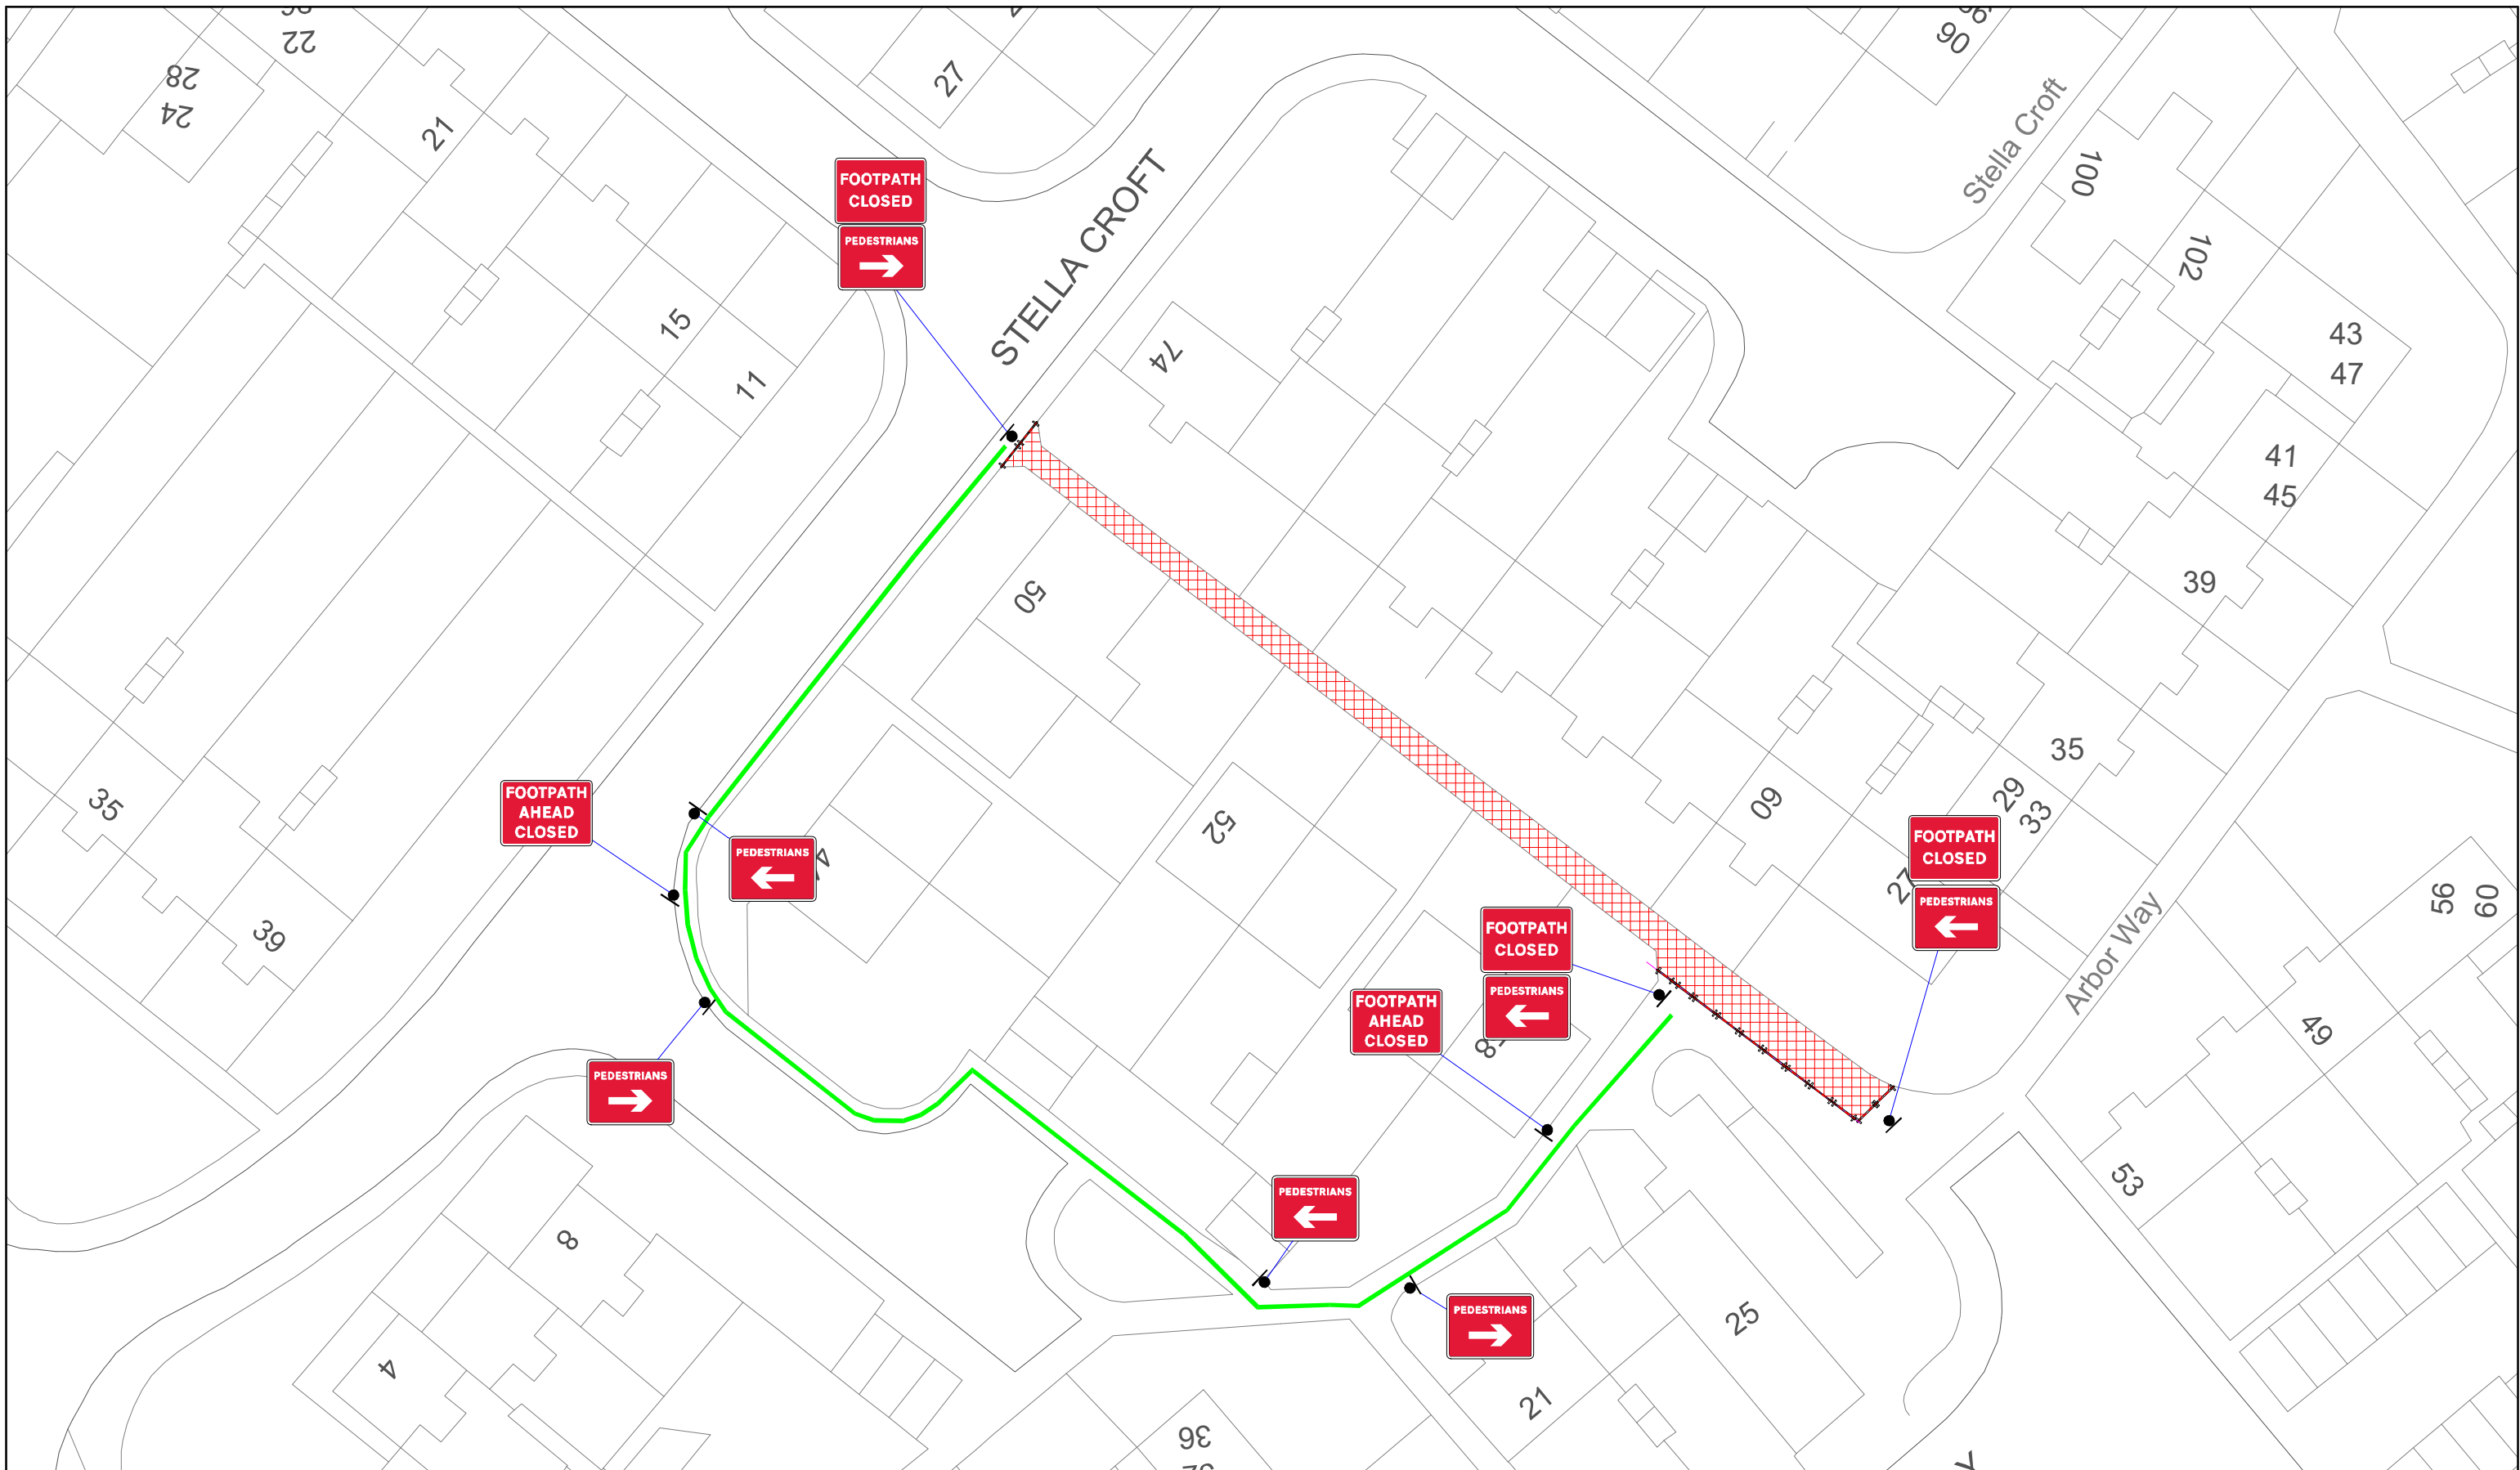 22
28
24
21
27
90
Stella Croft
100
102
FOOTPATH
CLOSED
PEDESTRIANS
STELLA CROFT
15
11
74
43
47
41
45
39
50
35
FOOTPATH
AHEAD
CLOSED
PEDESTRIANS
52
60
35
29
33
27
FOOTPATH
CLOSED
PEDESTRIANS
39
FOOTPATH
CLOSED
PEDESTRIANS
FOOTPATH
AHEAD
CLOSED
Arbor Way
56
60
49
53
PEDESTRIANS
PEDESTRIANS
PEDESTRIANS
8
4
25
21
36